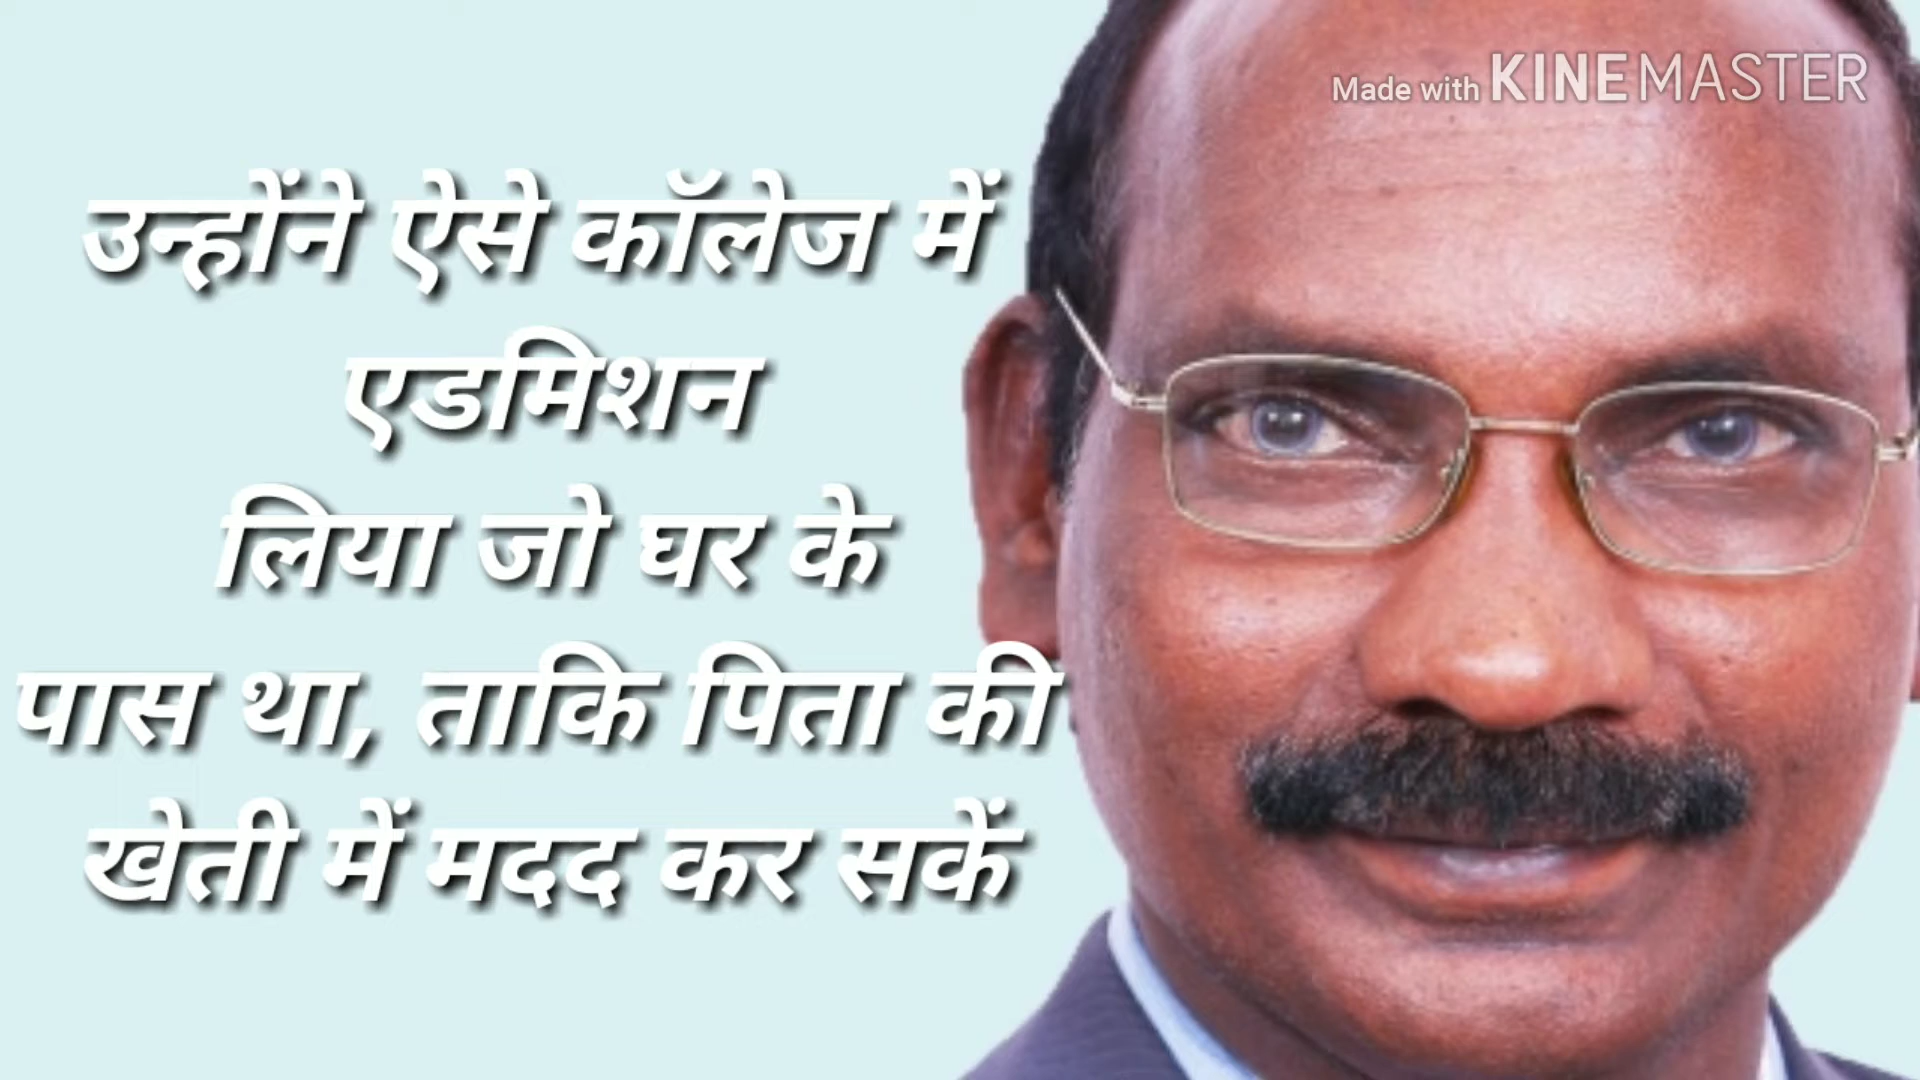 Made with KINEMASTER
उन्होंने ऐसे कॉलेज में
एडमिशन
लिया जो घर के
पास था, ताकि पिता की
खेती में मदद कर सकें